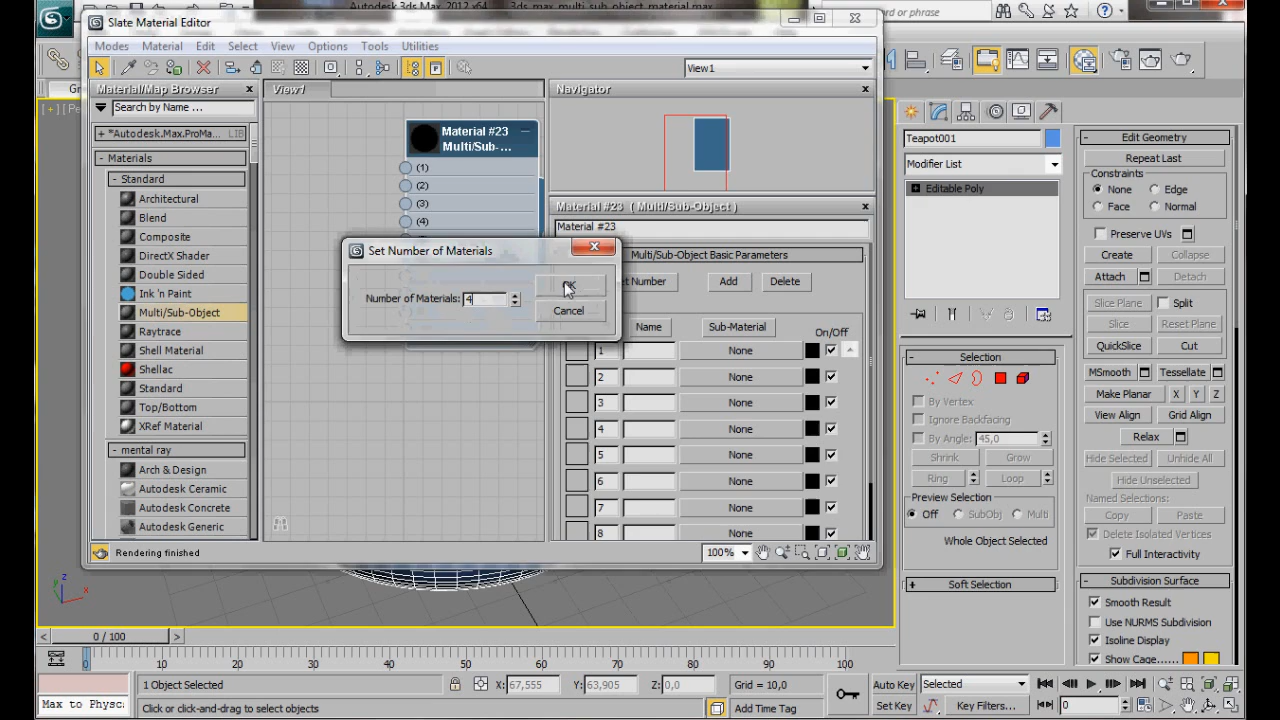 Autodesk 3ds Max 2012 x64
3ds_max_multi_sub_object_material.max
word or phrase
Slate Material Editor
Modes Material Edit Select View Options Tools Utilities
View1
Material/Map Browser
Search by Name ...
+ *Autodesk.Max.ProMa... LIB
- Materials
- Standard
Architectural
Blend
Composite
DirectX Shader
Double Sided
Ink 'n Paint
Multi/Sub-Object
Raytrace
Shell Material
Shellac
Standard
Top/Bottom
XRef Material
- mental ray
Arch & Design
Autodesk Ceramic
Autodesk Concrete
Autodesk Generic
Rendering finished
View1
Material #23
Multi/Sub-...
(1)
(2)
(3)
(4)
Navigator
Material #23 ( Multi/Sub-Object )
Material #23
Multi/Sub-Object Basic Parameters
Set Number of Materials
Number of Materials: 4
OK
Cancel
t Number Add Delete
Name Sub-Material On/Off
1 None
2 None
3 None
4 None
5 None
6 None
7 None
8 None
100%
Teapot001
Modifier List
Editable Poly
- Selection
By Vertex
Ignore Backfacing
By Angle: 45,0
Shrink Grow
Ring Loop
Preview Selection
Off SubObj Multi
Whole Object Selected
+ Soft Selection
- Edit Geometry
Repeat Last
Constraints
None Edge
Face Normal
Preserve UVs
Create Collapse
Attach Detach
Slice Plane Split
Slice Reset Plane
QuickSlice Cut
MSmooth Tessellate
Make Planar X Y Z
View Align Grid Align
Relax
Hide Selected Unhide All
Hide Unselected
Named Selections:
Copy Paste
Delete Isolated Vertices
Full Interactivity
- Subdivision Surface
Smooth Result
Use NURMS Subdivision
Isoline Display
Show Cage......
z
x
< 0 / 100 >
0 10 20 30 40 50 60 70 80 90 100
1 Object Selected X: 67,555 Y: 63,905 Z: 0,0 Grid = 10,0 Auto Key Selected
Max to Physc: Click or click-and-drag to select objects Add Time Tag Set Key Key Filters... 0